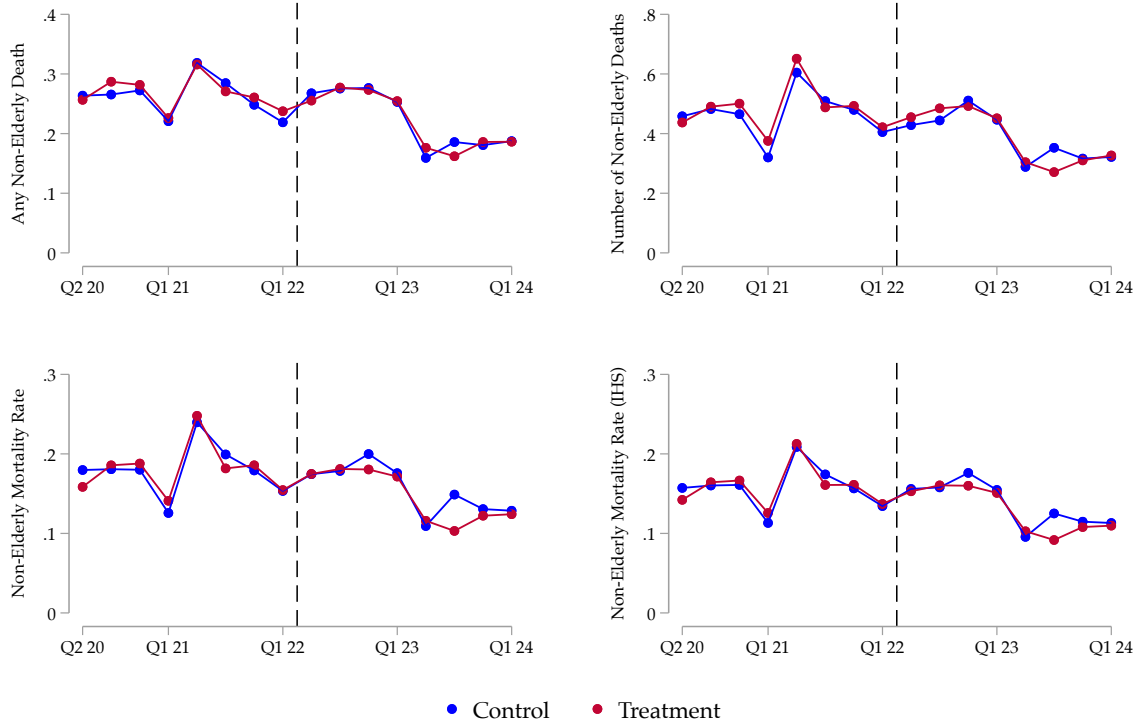 Any Non-Elderly Death
.4
.3
.2
.1
0
Q2 20 Q1 21 Q1 22 Q1 23 Q1 24
Number of Non-Elderly Deaths
.8
.6
.4
.2
0
Q2 20 Q1 21 Q1 22 Q1 23 Q1 24
Non-Elderly Mortality Rate
.3
.2
.1
0
Q2 20 Q1 21 Q1 22 Q1 23 Q1 24
Non-Elderly Mortality Rate (IHS)
.3
.2
.1
0
Q2 20 Q1 21 Q1 22 Q1 23 Q1 24
Control Treatment